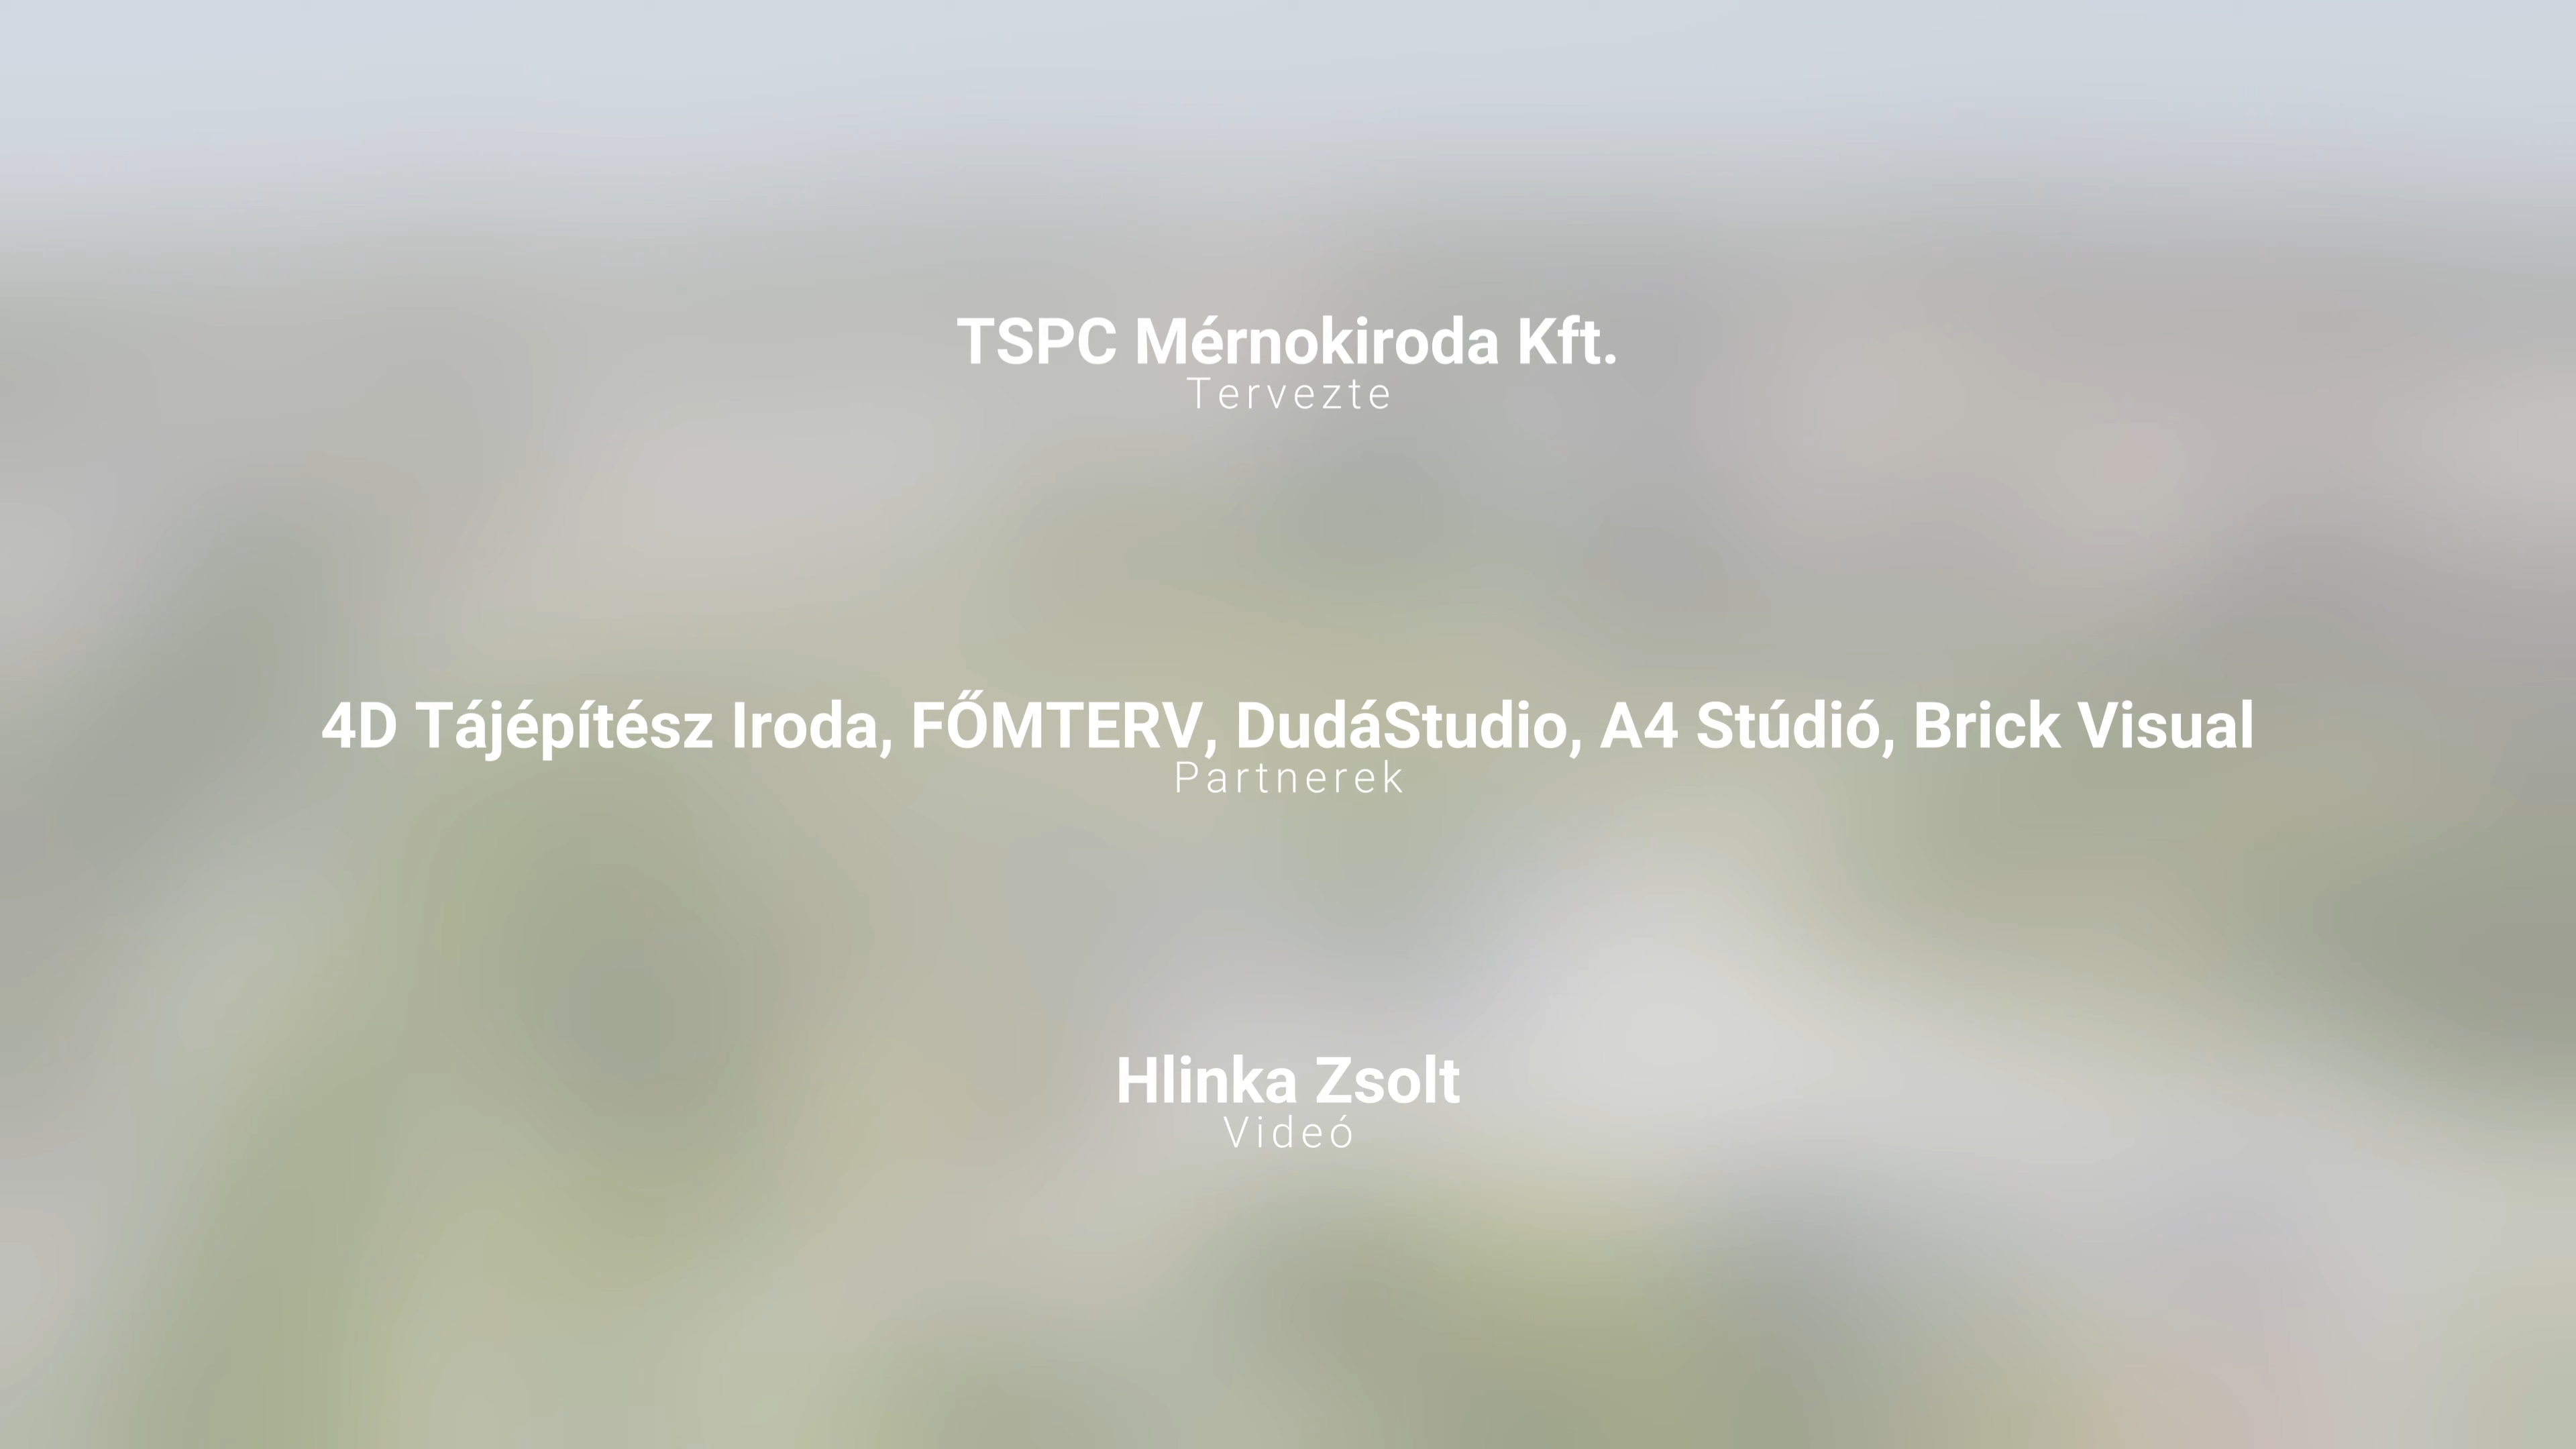 TSPC Mérnokiroda Kft.
Tervezte
4D Tájépítész Iroda, FŐMTERV, DudáStudio, A4 Stúdió, Brick Visual
Partnerek
Hlinka Zsolt
Videó